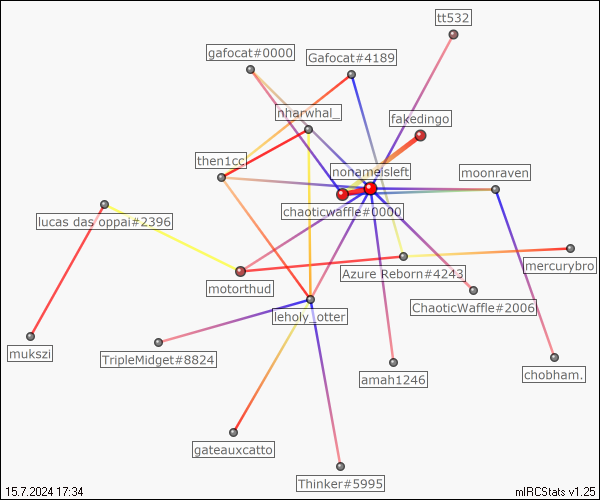 tt532
gafocat#0000
Gafocat#4189
nharwhal_
fakedingo
then1cc
nonameisleft
moonraven
chaoticwaffle#0000
lucas das oppai#2396
Azure Reborn#4243
mercurybro
motorthud
ChaoticWaffle#2006
leholy_otter
mukszi
TripleMidget#8824
amah1246
chobham.
gateauxcatto
Thinker#5995
15.7.2024 17:34
mIRCStats v1.25